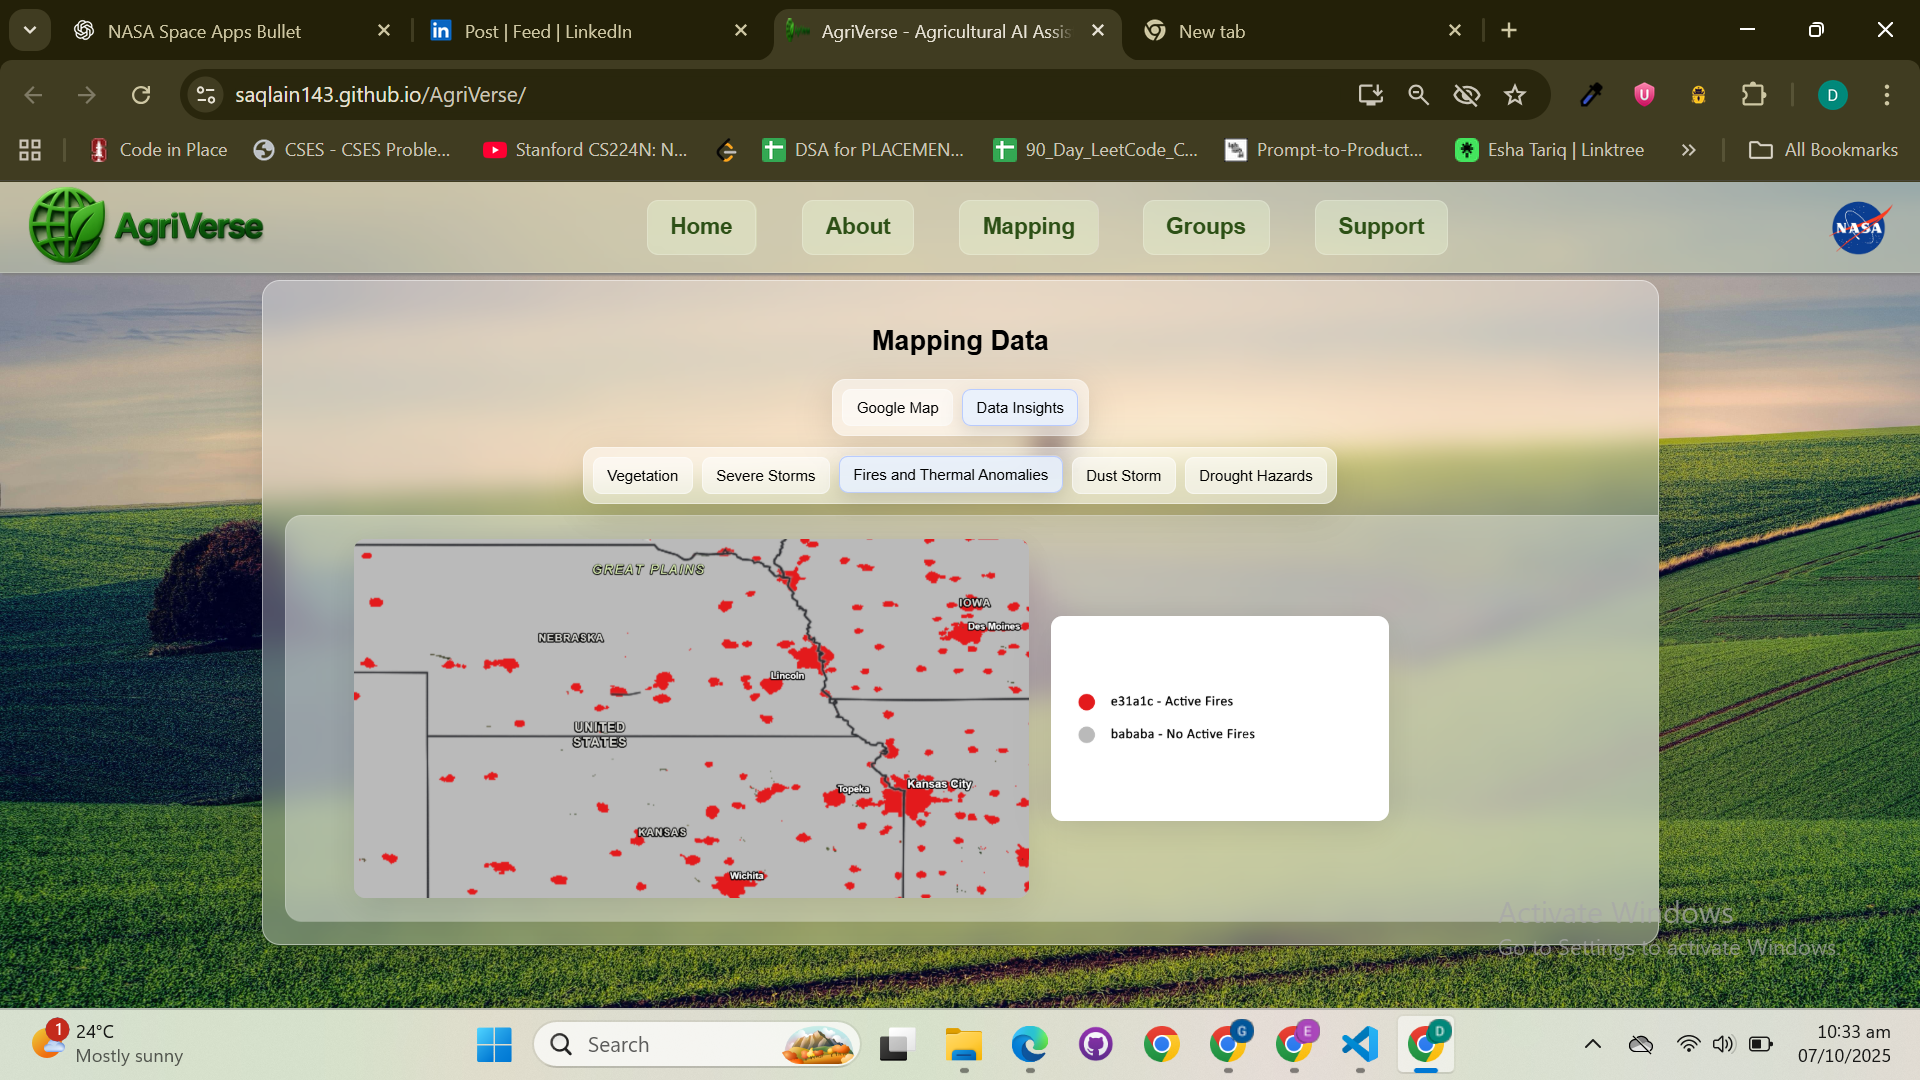 NASA Space Apps Bullet
Post | Feed | LinkedIn
AgriVerse - Agricultural AI Assis
New tab
saqlain143.github.io/AgriVerse/
D
Code in Place
CSES - CSES Proble...
Stanford CS224N: N...
DSA for PLACEMEN...
90_Day_LeetCode_C...
Prompt-to-Product...
Esha Tariq | Linktree
All Bookmarks
AgriVerse
Home
About
Mapping
Groups
Support
NASA
Mapping Data
Google Map
Data Insights
Vegetation
Severe Storms
Fires and Thermal Anomalies
Dust Storm
Drought Hazards
GREAT PLAINS
IOWA
Des Moines
NEBRASKA
Lincoln
UNITED
STATES
Topeka
Kansas City
KANSAS
Wichita
e31a1c - Active Fires
bababa - No Active Fires
Activate Windows
Go to Settings to activate Windows.
1
24°C
Mostly sunny
Search
G
E
D
10:33 am
07/10/2025